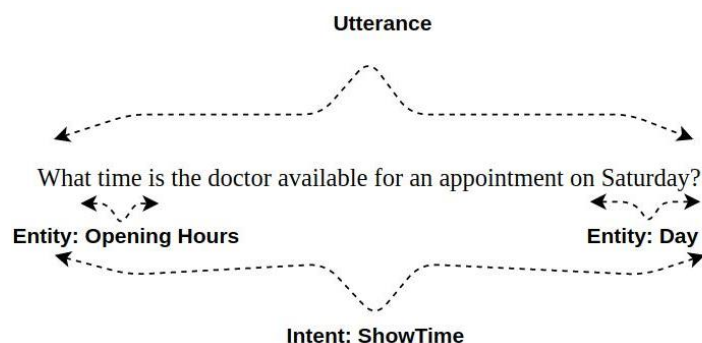 Utterance
What time is the doctor available for an appointment on Saturday?
Entity: Opening Hours Entity: Day
Intent: ShowTime